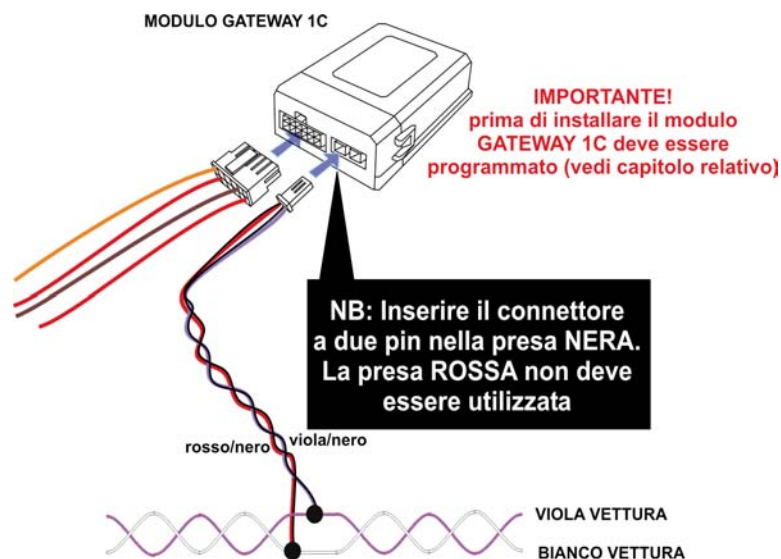 MODULO GATEWAY 1C
IMPORTANTE!
prima di installare il modulo
GATEWAY 1C deve essere
programmato (vedi capitolo relativo)
NB: Inserire il connettore
a due pin nella presa NERA.
La presa ROSSA non deve
essere utilizzata
rosso/nero
viola/nero
VIOLA VETTURA
BIANCO VETTURA